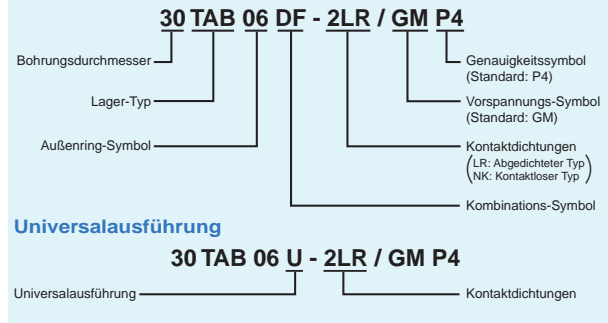 30 TAB 06 DF - 2LR / GM P4
Bohrungsdurchmesser
Genauigkeitssymbol
(Standard: P4)
Lager-Typ
Vorspannungs-Symbol
(Standard: GM)
Außenring-Symbol
Kontaktdichtungen
(LR: Abgedichteter Typ
NK: Kontaktloser Typ)
Kombinations-Symbol
Universalausführung
30 TAB 06 U - 2LR / GM P4
Universalausführung
Kontaktdichtungen